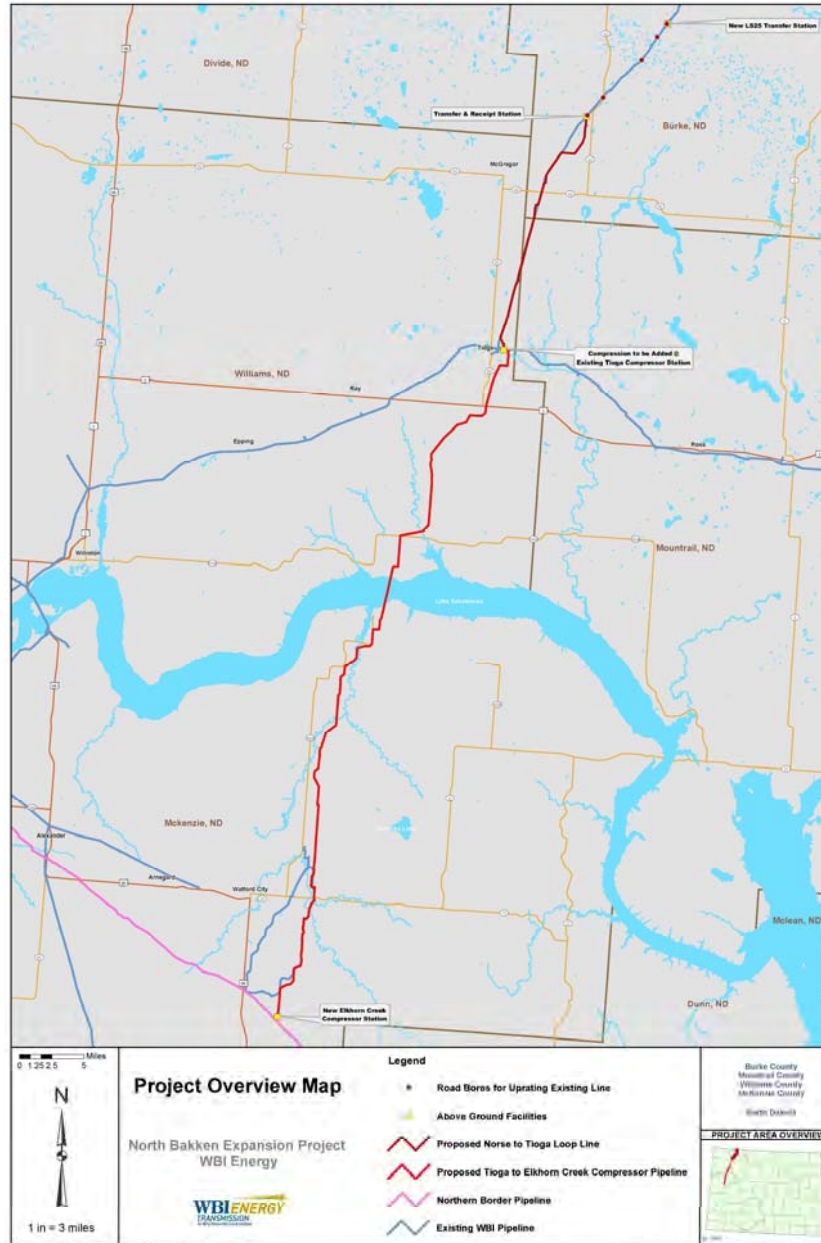 New LS25 Transfer Station
Divide, ND
Transfer & Receipt Station
Burke, ND
McGregor
Tioga
Compression to be Added @
Existing Tioga Compressor Station
Williams, ND
Ray
Epping
Ross
Williston
Mountrail, ND
Lake Sakakawea
Mckenzie, ND
Alexander
Arnegard
Watford City
Mclean, ND
Dunn, ND
New Elkhorn Creek
Compressor Station
0 1.25 2.5 5 Miles
N
1 in = 3 miles
Project Overview Map
North Bakken Expansion Project
WBI Energy
WBI ENERGY
TRANSMISSION
Legend
Road Bores for Uprating Existing Line
Above Ground Facilities
Proposed Norse to Tioga Loop Line
Proposed Tioga to Elkhorn Creek Compressor Pipeline
Northern Border Pipeline
Existing WBI Pipeline
Burke County
Mountrail County
Williams County
McKenzie County
North Dakota
PROJECT AREA OVERVIEW